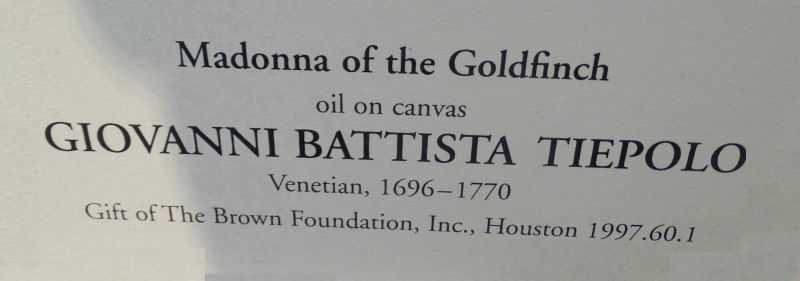 Madonna of the Goldfinch
oil on canvas
GIOVANNI BATTISTA TIEPOLO
Venetian, 1696–1770
Gift of The Brown Foundation, Inc., Houston 1997.60.1